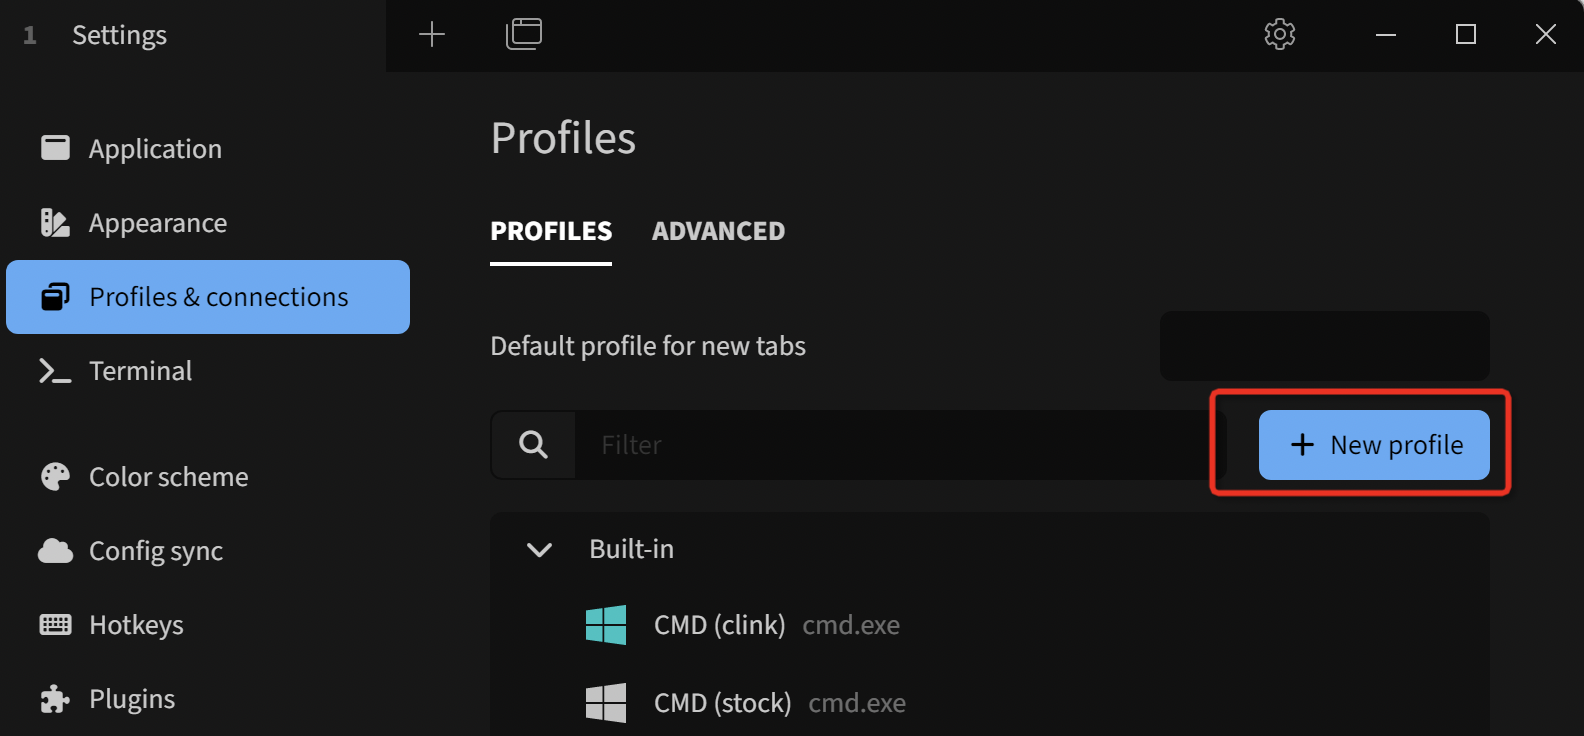 1 Settings
Application
Appearance
Profiles & connections
Terminal
Color scheme
Config sync
Hotkeys
Plugins
Profiles
PROFILES ADVANCED
Default profile for new tabs
Filter
+ New profile
Built-in
CMD (clink) cmd.exe
CMD (stock) cmd.exe